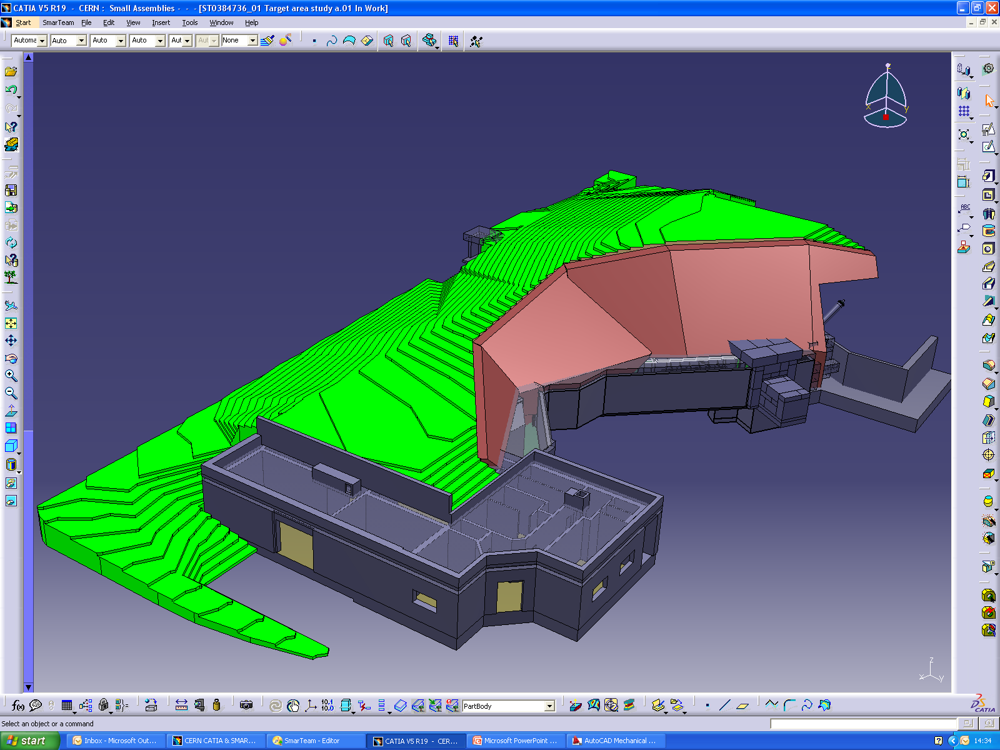 CATIA V5 R19 - CERN : Small Assemblies - - - [ST0384736_01 Target area study a.01 In Work]
Start SmarTeam File Edit View Insert Tools Window Help
Automa Auto Auto Auto Aut Aut None
z
x y
ABC
z
x y
f(x) 10.1 10.0 PartBody
CATIA
Select an object or a command
start Inbox - Microsoft Out... CERN CATIA & SMAR... SmarTeam - Editor CATIA V5 R19 - CER... Microsoft PowerPoint ... AutoCAD Mechanical ... 14:34